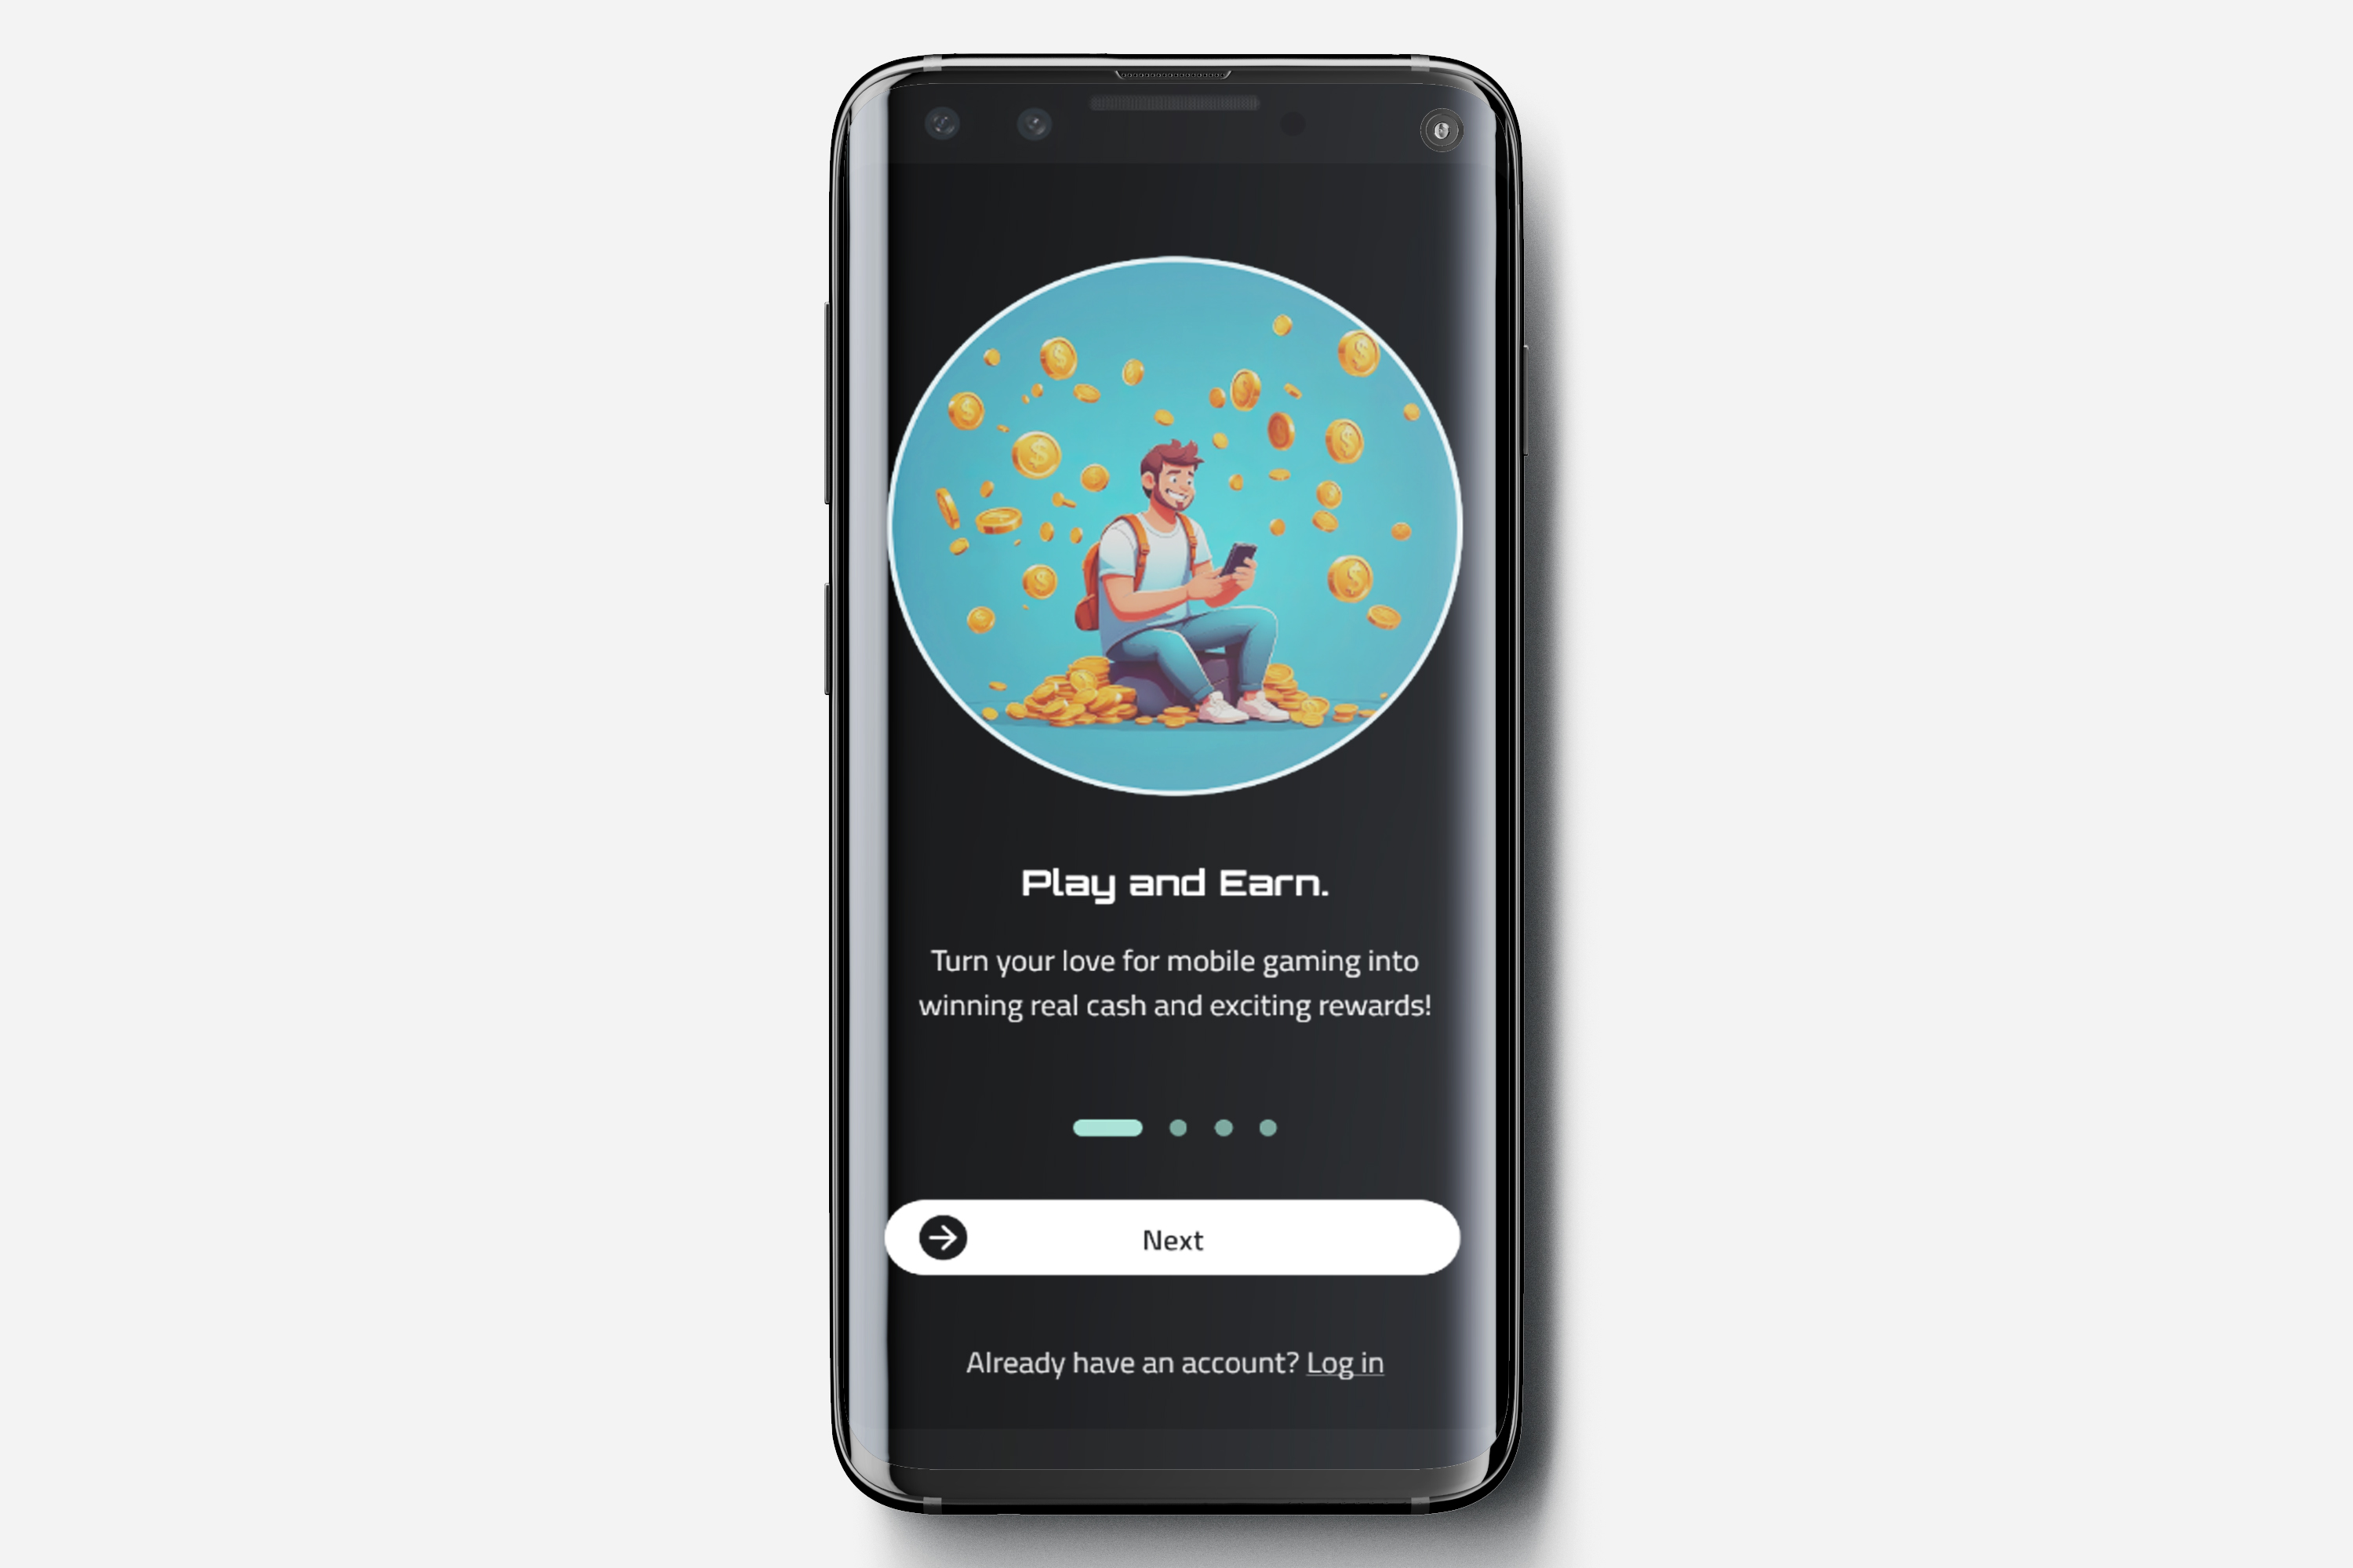 Play and Earn.
Turn your love for mobile gaming into
winning real cash and exciting rewards!
Next
Already have an account? Log in